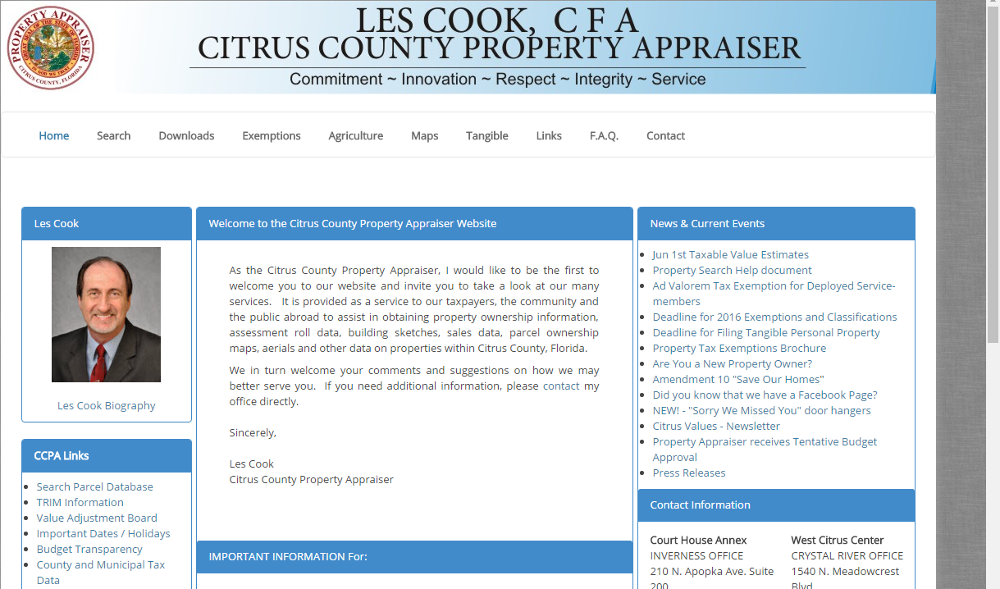 PROPERTY APPRAISER
GREAT SEAL OF THE STATE OF FLORIDA
IN GOD WE TRUST
CITRUS COUNTY, FLORIDA
LES COOK, C F A
CITRUS COUNTY PROPERTY APPRAISER
Commitment ~ Innovation ~ Respect ~ Integrity ~ Service
Home Search Downloads Exemptions Agriculture Maps Tangible Links F.A.Q. Contact
Les Cook
Les Cook Biography
CCPA Links
Search Parcel Database
TRIM Information
Value Adjustment Board
Important Dates / Holidays
Budget Transparency
County and Municipal Tax
Data
Welcome to the Citrus County Property Appraiser Website
As the Citrus County Property Appraiser, I would like to be the first to
welcome you to our website and invite you to take a look at our many
services. It is provided as a service to our taxpayers, the community and
the public abroad to assist in obtaining property ownership information,
assessment roll data, building sketches, sales data, parcel ownership
maps, aerials and other data on properties within Citrus County, Florida.
We in turn welcome your comments and suggestions on how we may
better serve you. If you need additional information, please contact my
office directly.
Sincerely,
Les Cook
Citrus County Property Appraiser
IMPORTANT INFORMATION For:
News & Current Events
Jun 1st Taxable Value Estimates
Property Search Help document
Ad Valorem Tax Exemption for Deployed Service-
members
Deadline for 2016 Exemptions and Classifications
Deadline for Filing Tangible Personal Property
Property Tax Exemptions Brochure
Are You a New Property Owner?
Amendment 10 "Save Our Homes"
Did you know that we have a Facebook Page?
NEW! - "Sorry We Missed You" door hangers
Citrus Values - Newsletter
Property Appraiser receives Tentative Budget
Approval
Press Releases
Contact Information
Court House Annex
INVERNESS OFFICE
210 N. Apopka Ave. Suite
200
West Citrus Center
CRYSTAL RIVER OFFICE
1540 N. Meadowcrest
Blvd